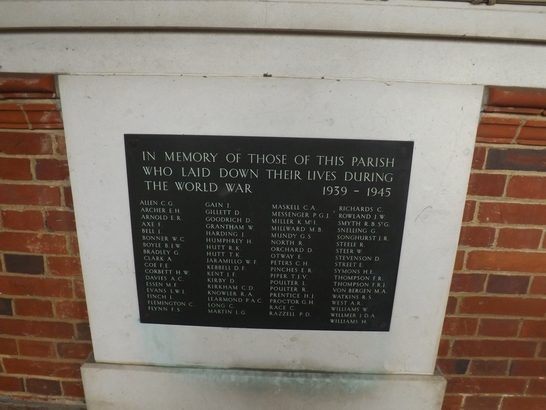 IN MEMORY OF THOSE OF THIS PARISH
WHO LAID DOWN THEIR LIVES DURING
THE WORLD WAR 1939 - 1945
ALLEN C.G.
ARCHER E.H.
ARNOLD E.R.
AXE F.
BELL J.
BONNER W.C.
BOYLE R.L.W.
BRADLEY G.
CLARK A.
COE F.S.
CORBETT H.W.
DAVIES A.C.
ESSEN M.F.
EVANS L.W.J.
FINCH J.
FLEMINGTON C.
FLYNN F.S.
GAIN J.
GILLETT D.
GOODRICH D.
GRANTHAM W.
HARDING J.
HUMPHREY H.
HUTT R.K.
HUTT T.K.
JARAMILLO W.F.
KEBBELL D.F.
KENT J.F.
KIRBY D.
KIRKHAM C.D.
KNOWLER R.A.
LEARMOND P.A.C.
LONG C.
MARTIN L.G.
MASKELL C.A.
MESSENGER P.G.J.
MILLER K.McI.
MILLWARD M.B.
MUNDY G.S.
NORTH R.
ORCHARD D.
OTWAY E.
PETERS C.H.
PINCHES E.R.
PIPER T.J.V.
POULTER L.
POULTER R.
PRENTICE H.J.
PROCTOR G.H.
RACE C.
RAZZELL P.D.
RICHARDS C.
ROWLAND J.W.
SMYTH R.B.St.G.
SNELLING G.
SONGHURST J.R.
STEELE R.
STEER W.
STEVENSON D.
STREET E.
SYMONS H.E.
THOMPSON F.R.
THOMPSON F.R.J.
VON BERGEN M.A.
WATKINS R.S.
WEST A.R.
WILLIAMS W.
WILLMER J.D.A.
WILLIAMS H.